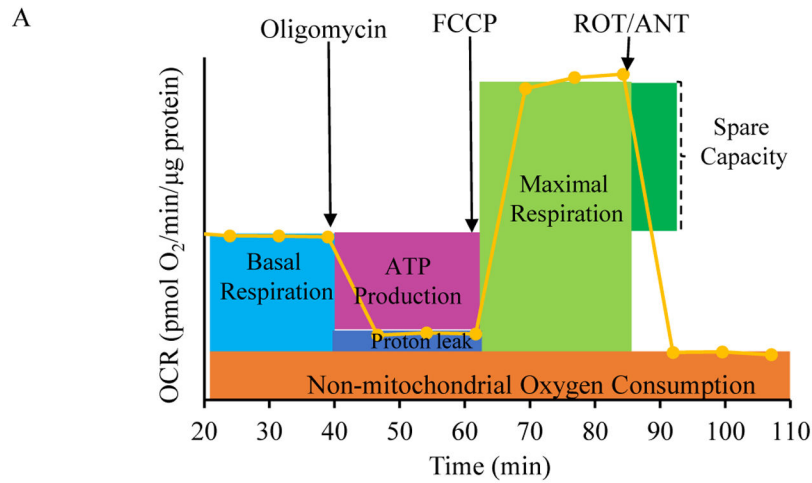 A
Oligomycin
FCCP
ROT/ANT
OCR (pmol O₂/min/µg protein)
Spare
Capacity
Maximal
Respiration
Basal
Respiration
ATP
Production
Proton leak
Non-mitochondrial Oxygen Consumption
20 30 40 50 60 70 80 90 100 110
Time (min)